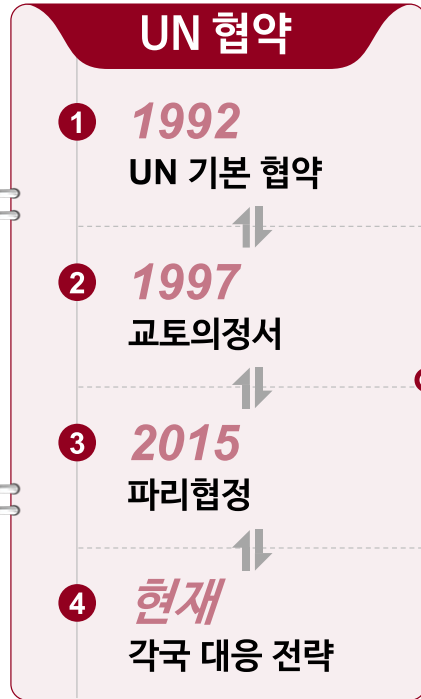 UN 협약
1 1992
UN 기본 협약
2 1997
교토의정서
3 2015
파리협정
4 현재
각국 대응 전략